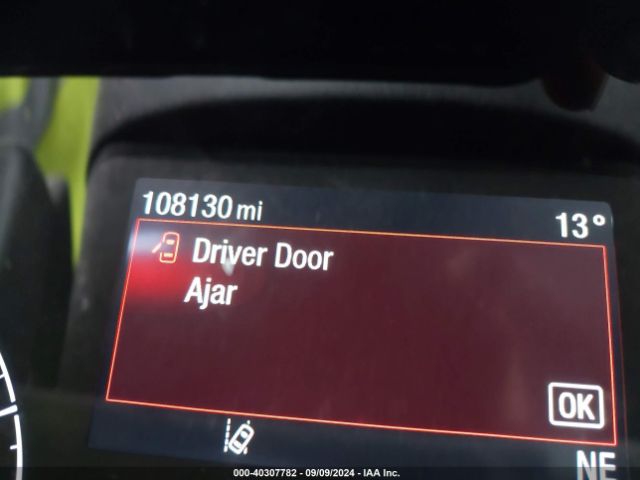 108130 mi
13°
Driver Door
Ajar
OK
NE
000-40307782 - 09/09/2024 - IAA Inc.